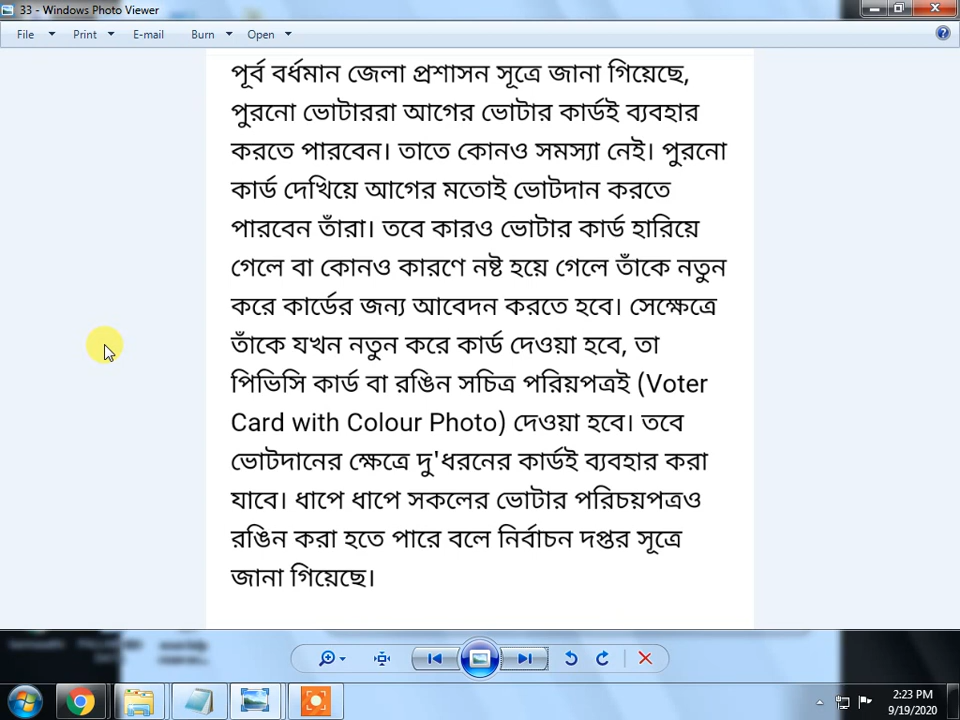 33 - Windows Photo Viewer
File Print E-mail Burn Open
পূর্ব বর্ধমান জেলা প্রশাসন সূত্রে জানা গিয়েছে,
পুরনো ভোটাররা আগের ভোটার কার্ডই ব্যবহার
করতে পারবেন। তাতে কোনও সমস্যা নেই। পুরনো
কার্ড দেখিয়ে আগের মতোই ভোটদান করতে
পারবেন তাঁরা। তবে কারও ভোটার কার্ড হারিয়ে
গেলে বা কোনও কারণে নষ্ট হয়ে গেলে তাঁকে নতুন
করে কার্ডের জন্য আবেদন করতে হবে। সেক্ষেত্রে
তাঁকে যখন নতুন করে কার্ড দেওয়া হবে, তা
পিভিসি কার্ড বা রঙিন সচিত্র পরিয়পত্রই (Voter
Card with Colour Photo) দেওয়া হবে। তবে
ভোটদানের ক্ষেত্রে দু'ধরনের কার্ডই ব্যবহার করা
যাবে। ধাপে ধাপে সকলের ভোটার পরিচয়পত্রও
রঙিন করা হতে পারে বলে নির্বাচন দপ্তর সূত্রে
জানা গিয়েছে।
2:23 PM
9/19/2020